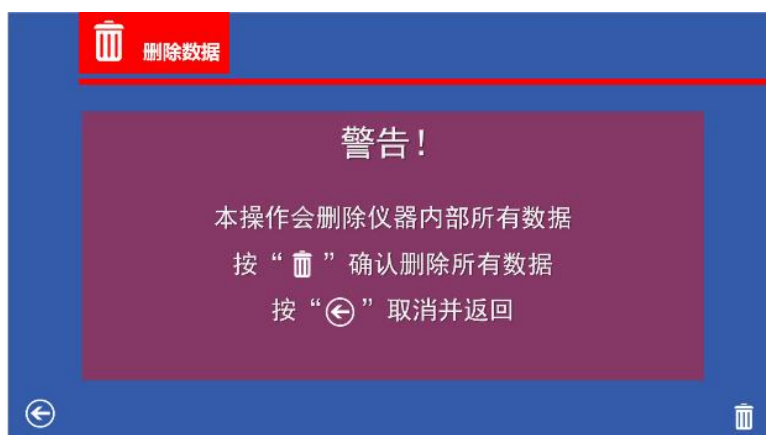 删除数据
警告！
本操作会删除仪器内部所有数据
按“ ”确认删除所有数据
按“ ”取消并返回